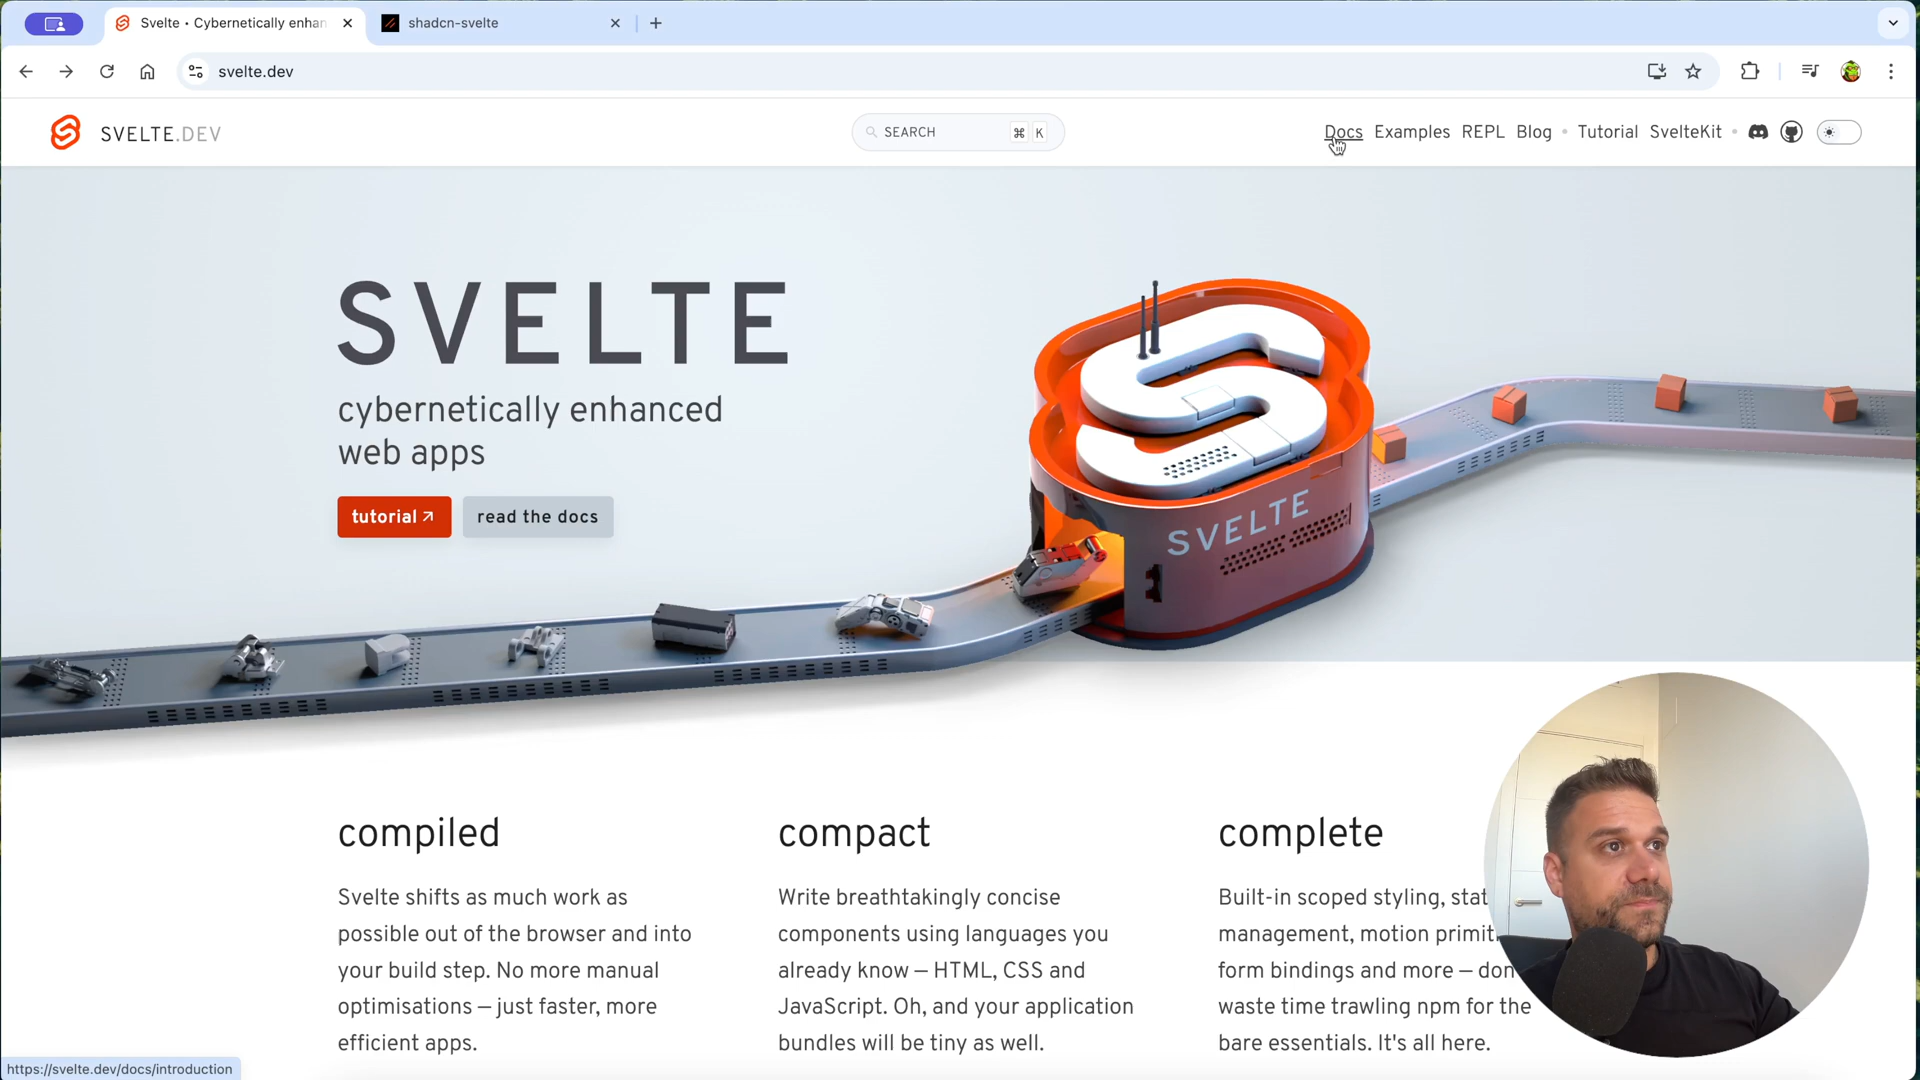 Svelte • Cybernetically enhan
shadcn-svelte
svelte.dev
SVELTE.DEV
SEARCH
⌘ K
Docs Examples REPL Blog • Tutorial SvelteKit •
SVELTE
cybernetically enhanced
web apps
tutorial ↗
read the docs
SVELTE
compiled
Svelte shifts as much work as
possible out of the browser and into
your build step. No more manual
optimisations — just faster, more
efficient apps.
compact
Write breathtakingly concise
components using languages you
already know — HTML, CSS and
JavaScript. Oh, and your application
bundles will be tiny as well.
complete
Built-in scoped styling, stat
management, motion primit
form bindings and more — don
waste time trawling npm for the
bare essentials. It's all here.
https://svelte.dev/docs/introduction